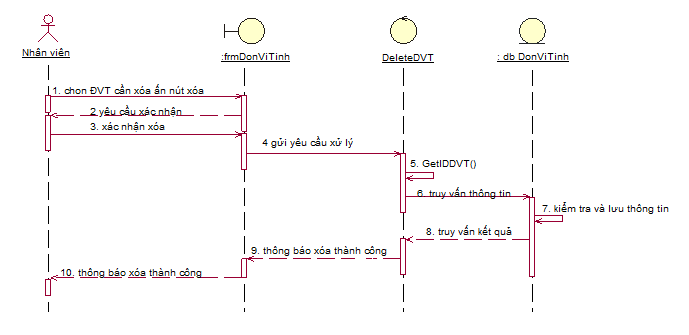 Nhân viên
:frmDonViTinh
DeleteDVT
: db DonViTinh
1. chon ĐVT cần xóa ấn nút xóa
2 yêu cầu xác nhận
3. xác nhận xóa
4 gửi yêu cầu xử lý
5. GetIDDVT()
6. truy vấn thông tin
7. kiểm tra và lưu thông tin
8. truy vấn kết quả
9. thông báo xóa thành công
10. thông báo xóa thành công